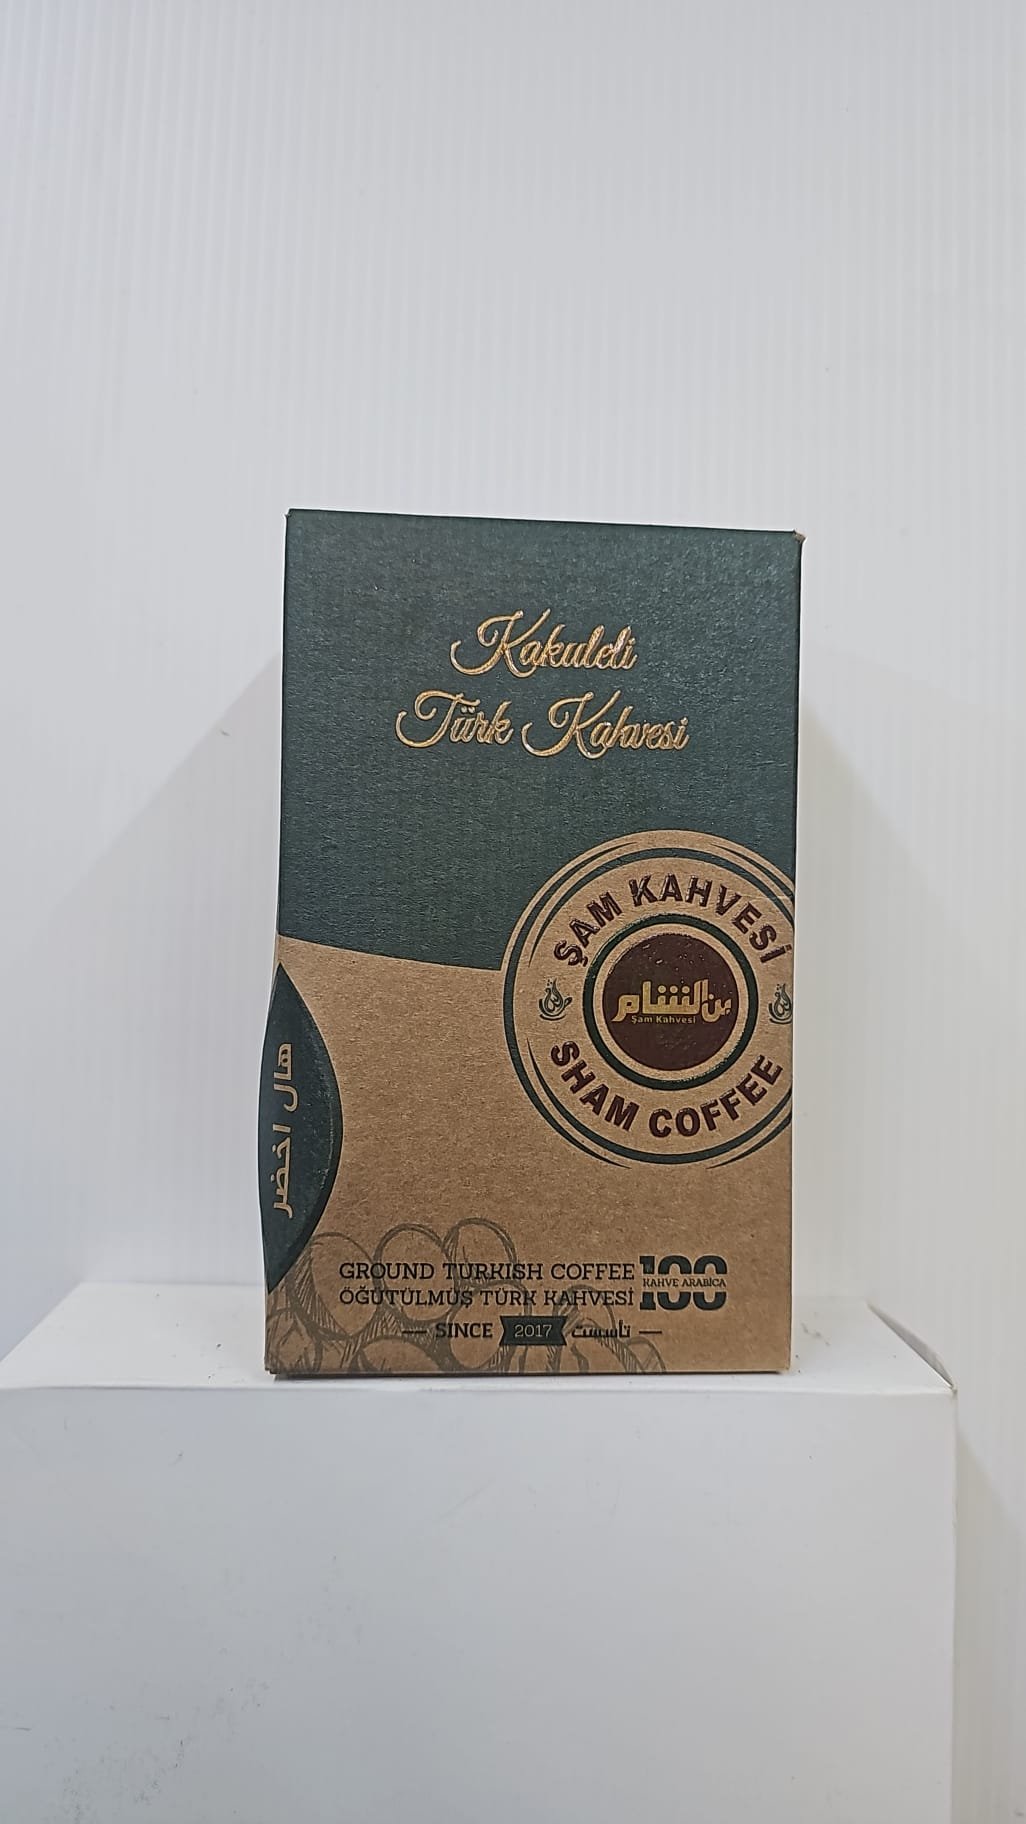 Kakuleli
Türk Kahvesi
ŞAM KAHVESİ
بن الشام
Şam Kahvesi
SHAM COFFEE
هال اخضر
GROUND TURKISH COFFEE
ÖĞÜTÜLMÜŞ TÜRK KAHVESİ
100
KAHVE ARABICA
SINCE 2017 تأسست